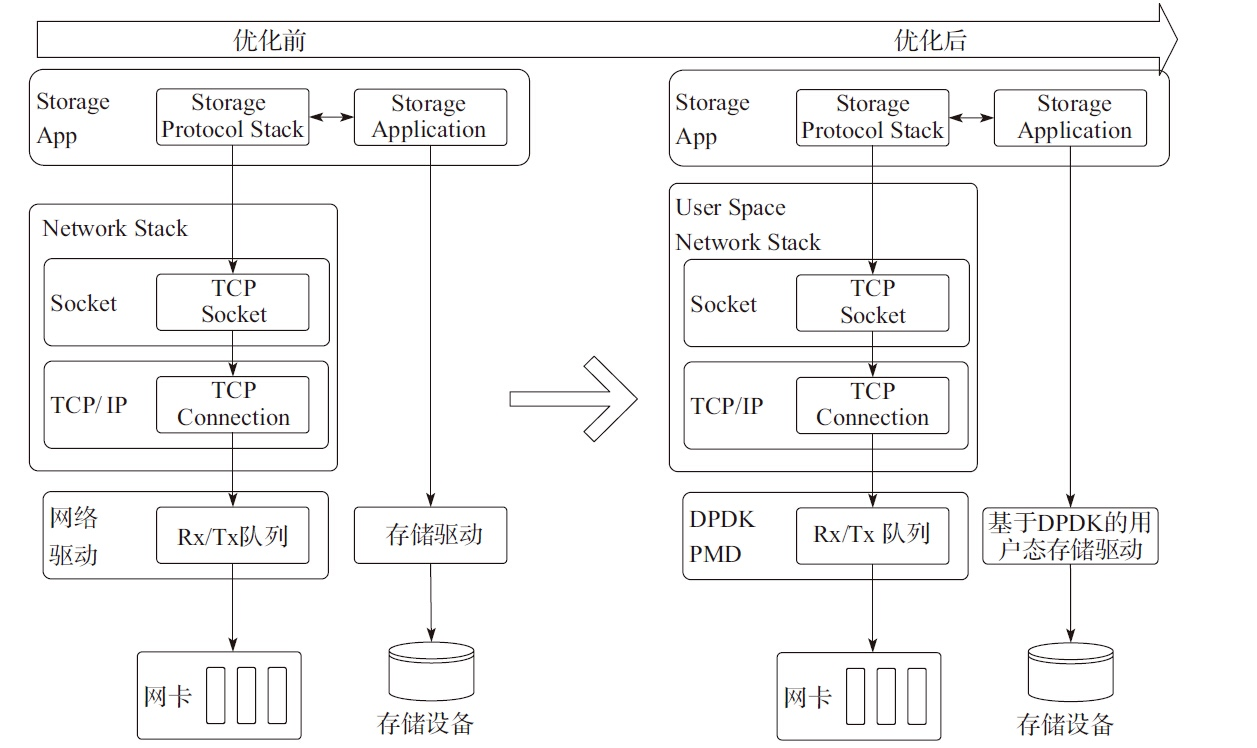 优化前
优化后
Storage
App
Storage
Protocol Stack
Storage
Application
Network Stack
Socket
TCP
Socket
TCP/ IP
TCP
Connection
网络
驱动
Rx/Tx队列
存储驱动
网卡
存储设备
Storage
App
Storage
Protocol Stack
Storage
Application
User Space
Network Stack
Socket
TCP
Socket
TCP/IP
TCP
Connection
DPDK
PMD
Rx/Tx 队列
基于DPDK的用
户态存储驱动
网卡
存储设备